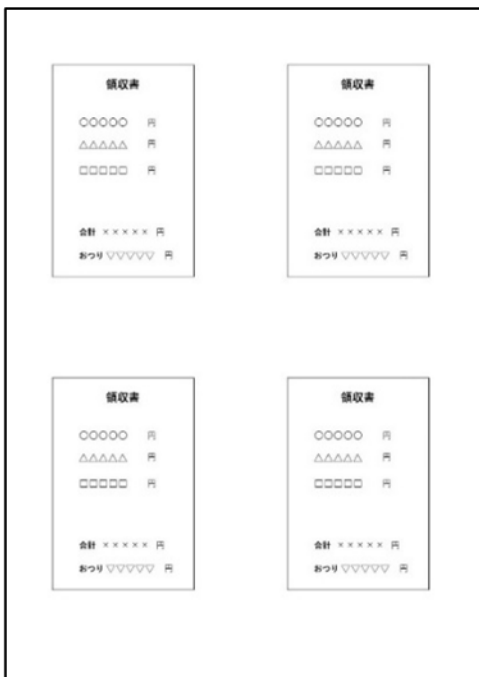 領収書
○○○○○ 円
△△△△△ 円
□□□□□ 円
合計 ××××× 円
おつり ▽▽▽▽▽ 円
領収書
○○○○○ 円
△△△△△ 円
□□□□□ 円
合計 ××××× 円
おつり ▽▽▽▽▽ 円
領収書
○○○○○ 円
△△△△△ 円
□□□□□ 円
合計 ××××× 円
おつり ▽▽▽▽▽ 円
領収書
○○○○○ 円
△△△△△ 円
□□□□□ 円
合計 ××××× 円
おつり ▽▽▽▽▽ 円